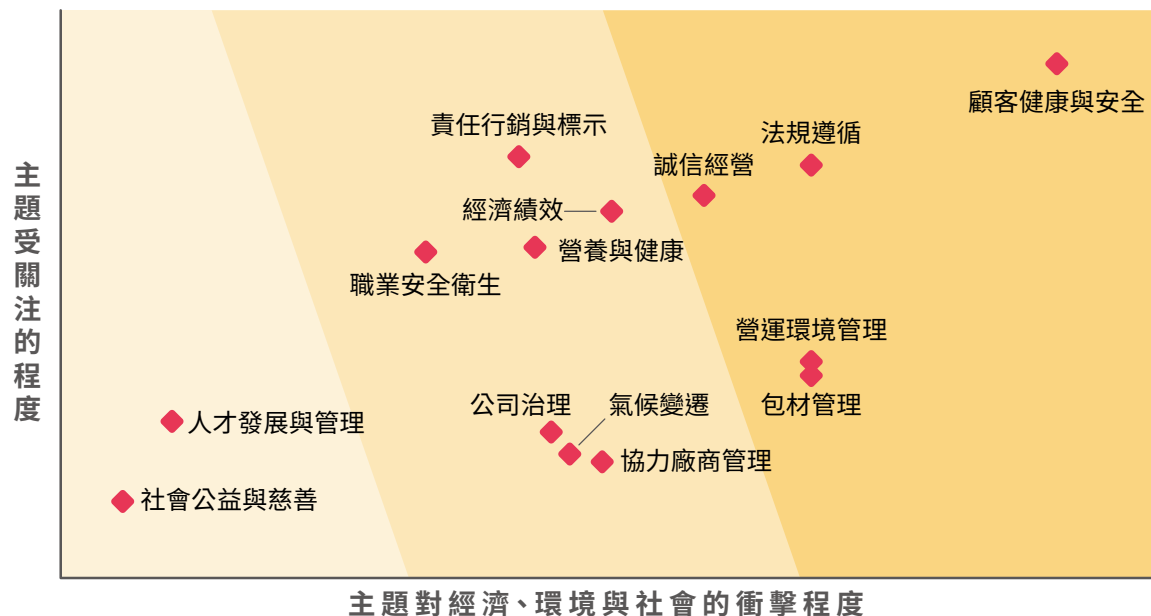 顧客健康與安全
責任行銷與標示
法規遵循
誠信經營
經濟績效
營養與健康
職業安全衛生
營運環境管理
包材管理
公司治理
氣候變遷
人才發展與管理
協力廠商管理
社會公益與慈善
主題受關注的程度
主題對經濟、環境與社會的衝擊程度